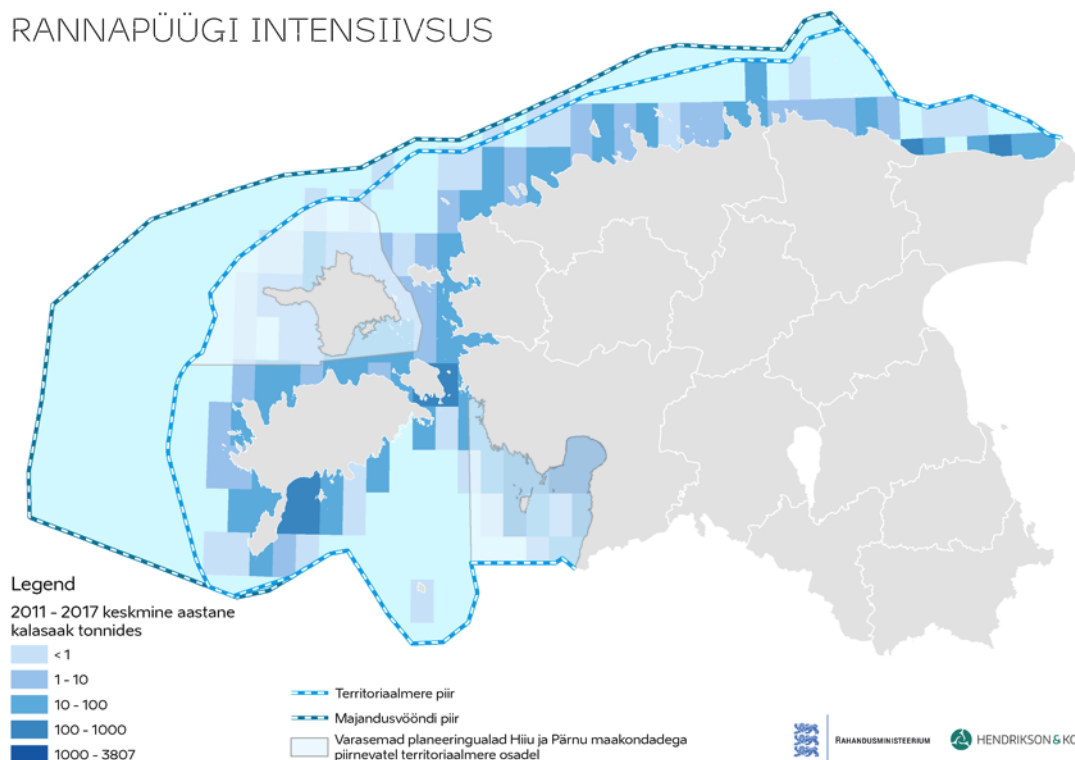 RANNAPÜÜGI INTENSIIVSUS
Legend
2011 - 2017 keskmine aastane
kalasaak tonnides
< 1
1 - 10
10 - 100
100 - 1000
1000 - 3807
Territoriaalmere piir
Majandusvööndi piir
Varasemad planeeringualad Hiiu ja Pärnu maakondadega
piirnevatel territoriaalmere osadel
RAHANDUSMINISTEERIUM
HENDRIKSON & KO